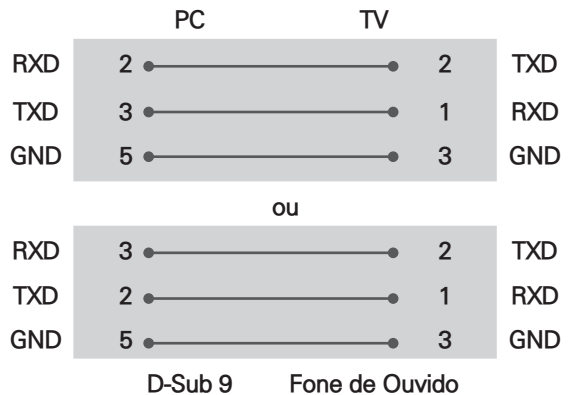 PC TV
RXD 2 2 TXD
TXD 3 1 RXD
GND 5 3 GND
ou
RXD 3 2 TXD
TXD 2 1 RXD
GND 5 3 GND
D-Sub 9 Fone de Ouvido